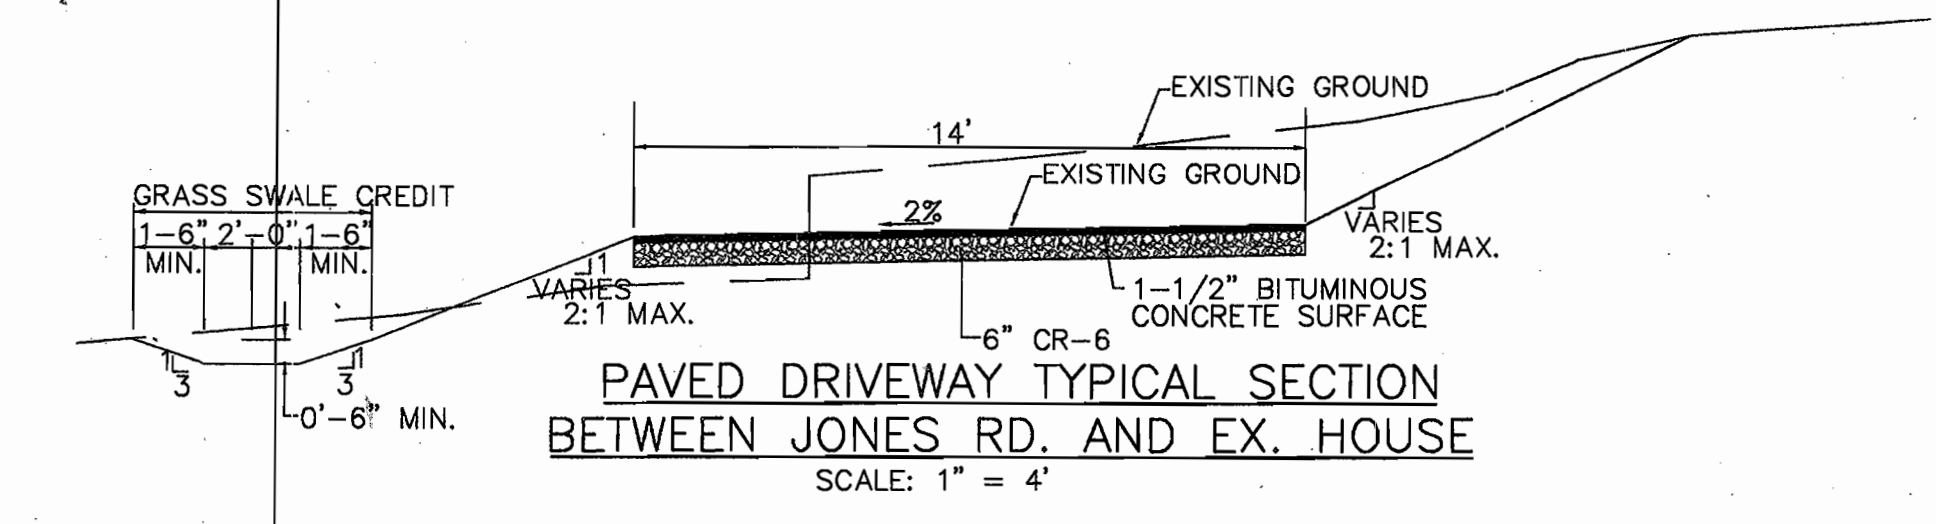 EXISTING GROUND
14'
EXISTING GROUND
GRASS SWALE CREDIT
2%
1-6" 2'-0" 1-6"
MIN. MIN.
VARIES
2:1 MAX.
1
VARIES
2:1 MAX.
1-1/2" BITUMINOUS
CONCRETE SURFACE
6" CR-6
1 1
3 3
0'-6" MIN.
PAVED DRIVEWAY TYPICAL SECTION
BETWEEN JONES RD. AND EX. HOUSE
SCALE: 1" = 4'